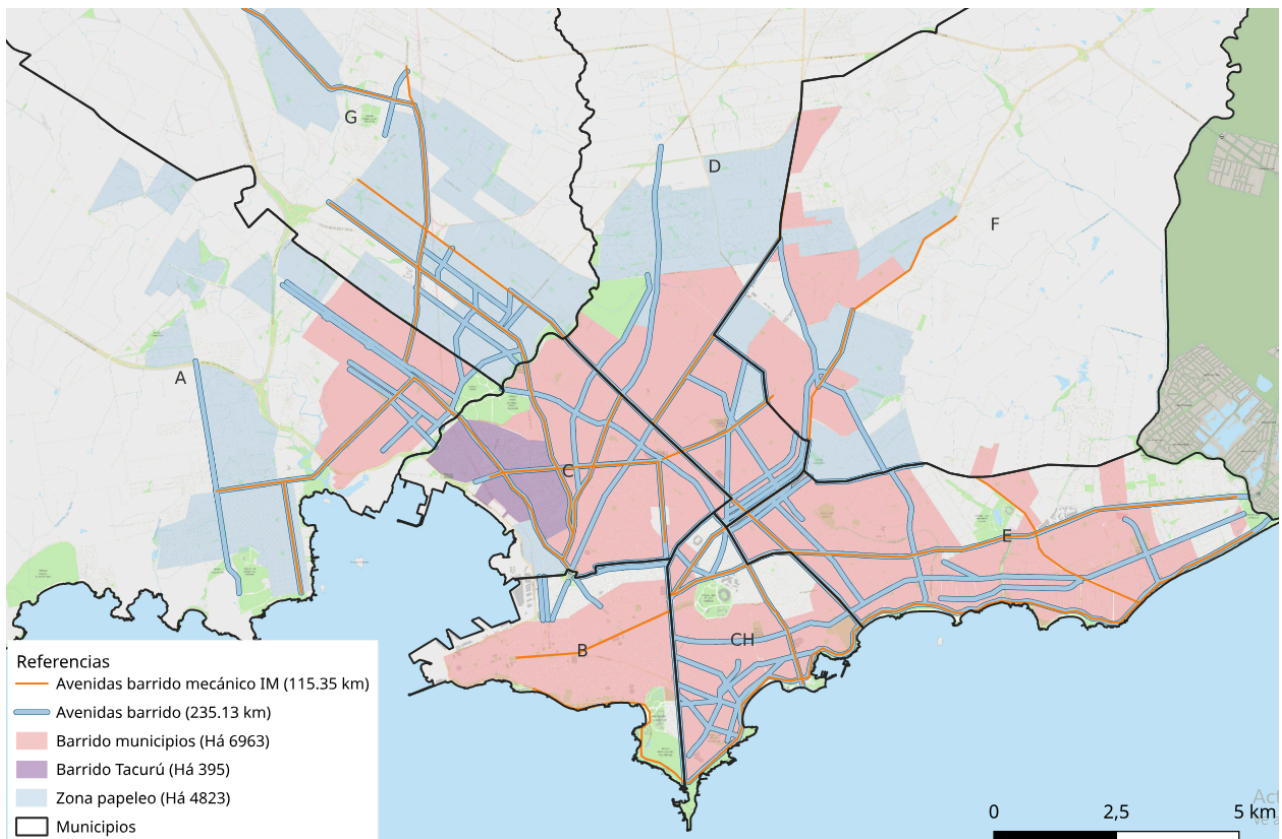 G
D
F
A
C
E
CH
B
Referencias
Avenidas barrido mecánico IM (115.35 km)
Avenidas barrido (235.13 km)
Barrido municipios (Há 6963)
Barrido Tacurú (Há 395)
Zona papeleo (Há 4823)
Municipios
0 2,5 5 km